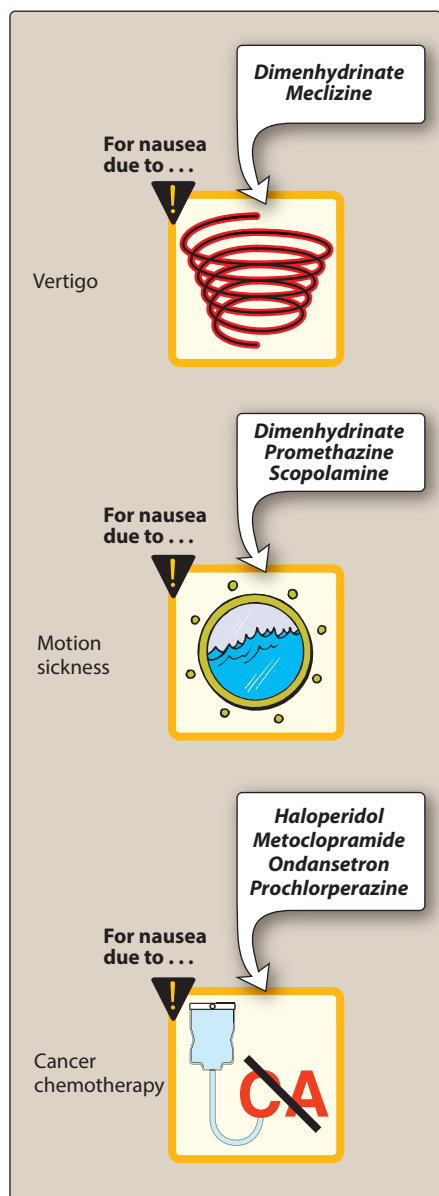 Dimenhydrinate
Meclizine
For nausea
due to . . .
!
Vertigo
Dimenhydrinate
Promethazine
Scopolamine
For nausea
due to . . .
!
Motion
sickness
Haloperidol
Metoclopramide
Ondansetron
Prochlorperazine
For nausea
due to . . .
!
Cancer
chemotherapy
CA